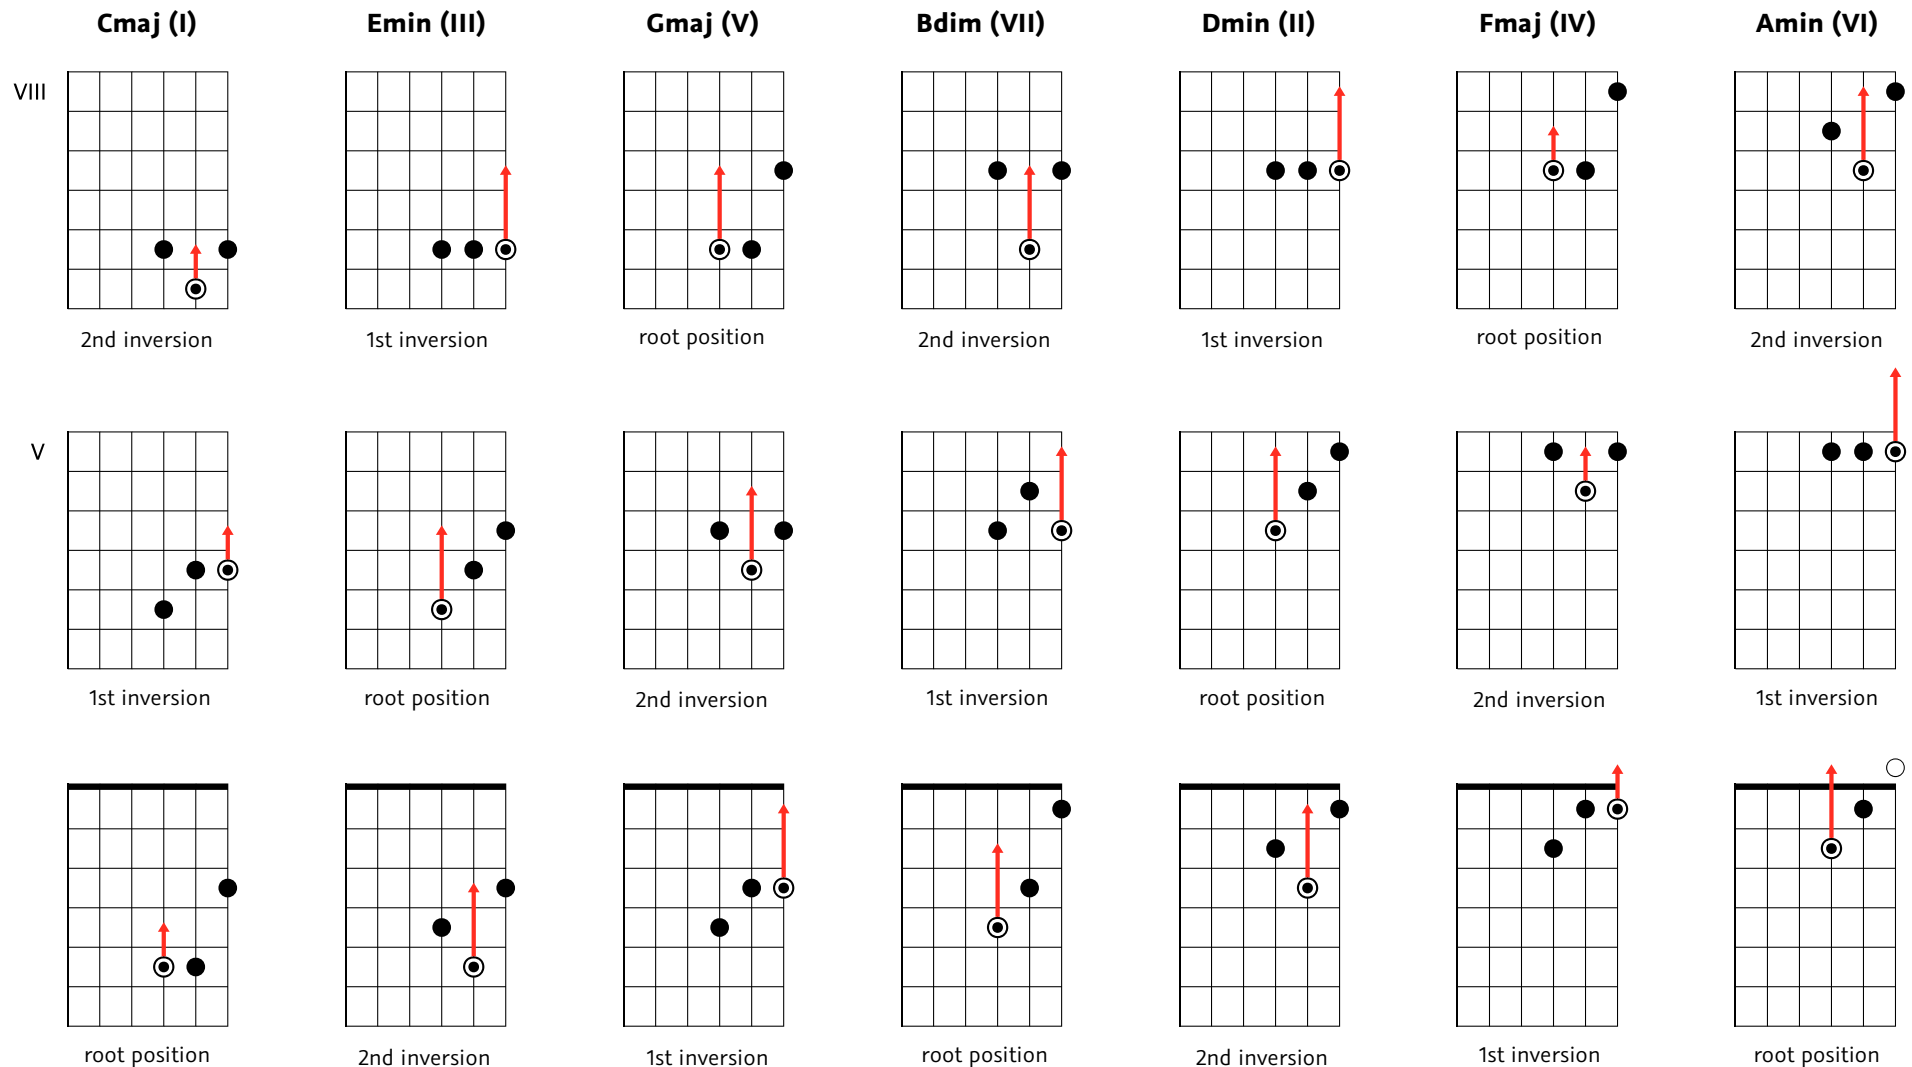 Cmaj (I) Emin (III) Gmaj (V) Bdim (VII) Dmin (II) Fmaj (IV) Amin (VI)
VIII
2nd inversion 1st inversion root position 2nd inversion 1st inversion root position 2nd inversion
V
1st inversion root position 2nd inversion 1st inversion root position 2nd inversion 1st inversion
root position 2nd inversion 1st inversion root position 2nd inversion 1st inversion root position